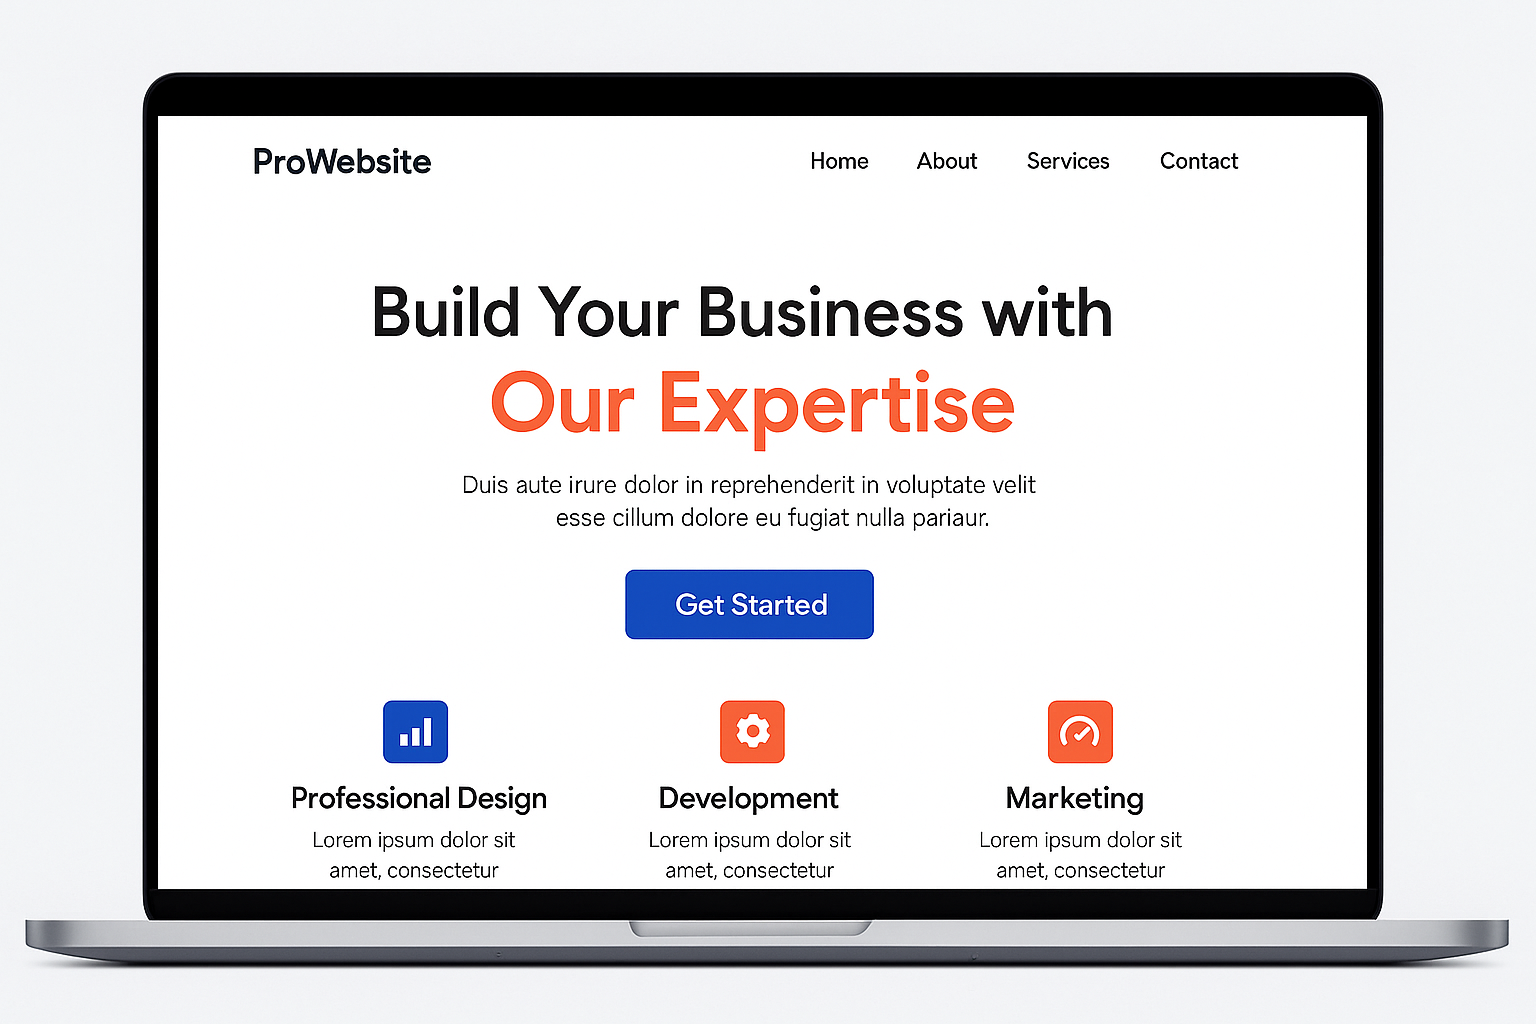 ProWebsite
Home About Services Contact
Build Your Business with
Our Expertise
Duis aute irure dolor in reprehenderit in voluptate velit
esse cillum dolore eu fugiat nulla pariaur.
Get Started
Professional Design
Lorem ipsum dolor sit
amet, consectetur
Development
Lorem ipsum dolor sit
amet, consectetur
Marketing
Lorem ipsum dolor sit
amet, consectetur